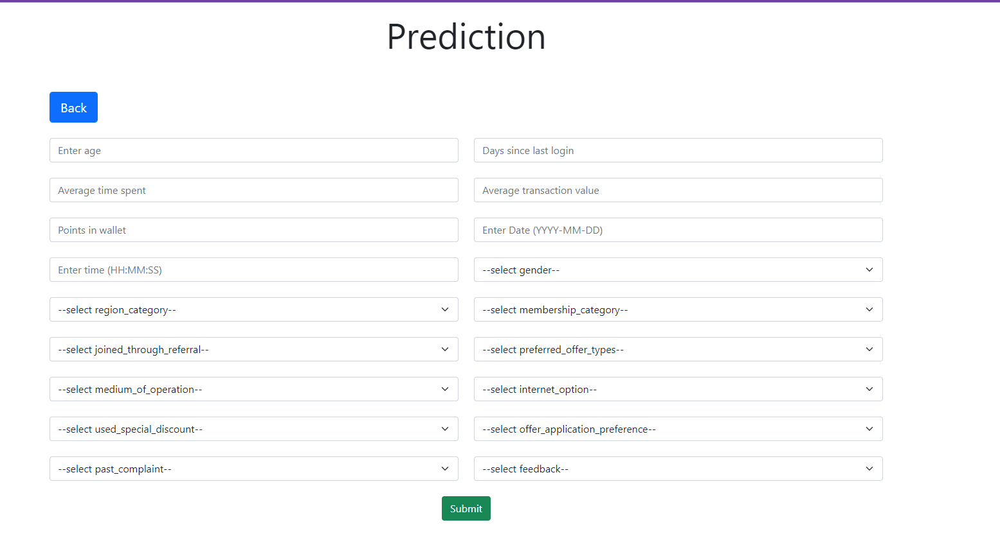 Prediction
Back
Enter age
Days since last login
Average time spent
Average transaction value
Points in wallet
Enter Date (YYYY-MM-DD)
Enter time (HH:MM:SS)
--select gender--
--select region_category--
--select membership_category--
--select joined_through_referral--
--select preferred_offer_types--
--select medium_of_operation--
--select internet_option--
--select used_special_discount--
--select offer_application_preference--
--select past_complaint--
--select feedback--
Submit